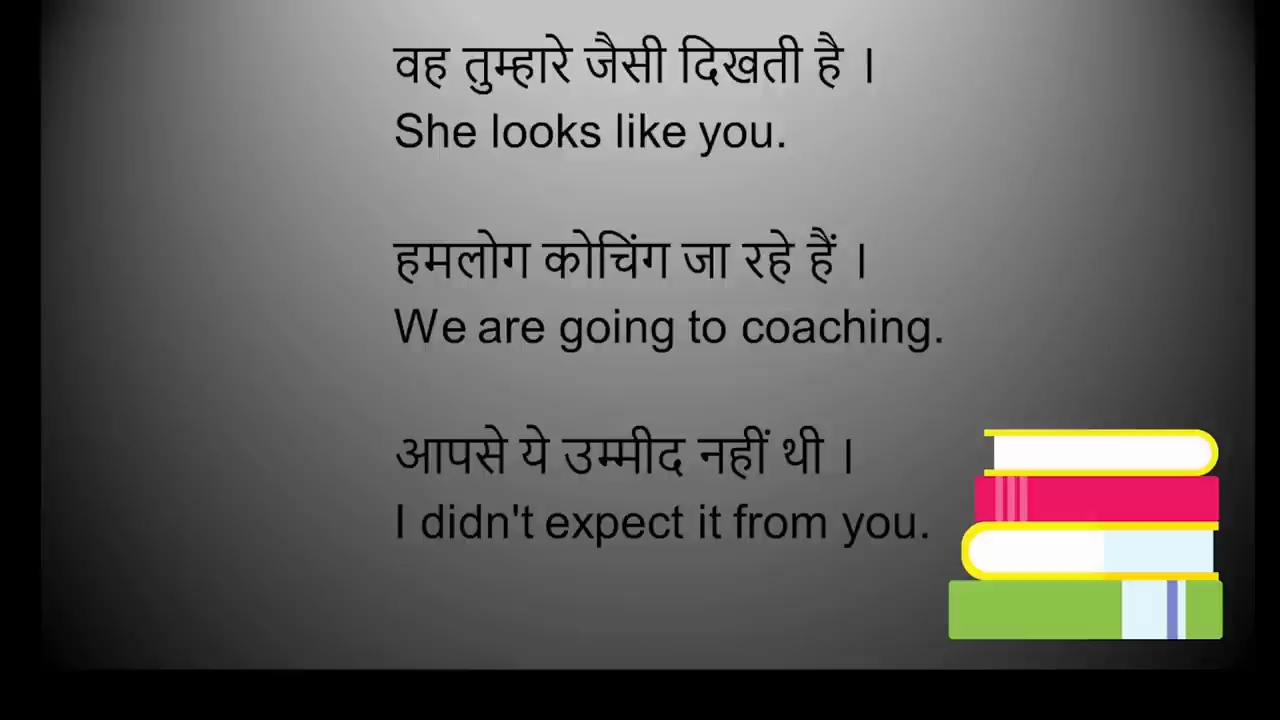 वह तुम्हारे जैसी दिखती है ।
She looks like you.
हमलोग कोचिंग जा रहे हैं ।
We are going to coaching.
आपसे ये उम्मीद नहीं थी ।
I didn't expect it from you.